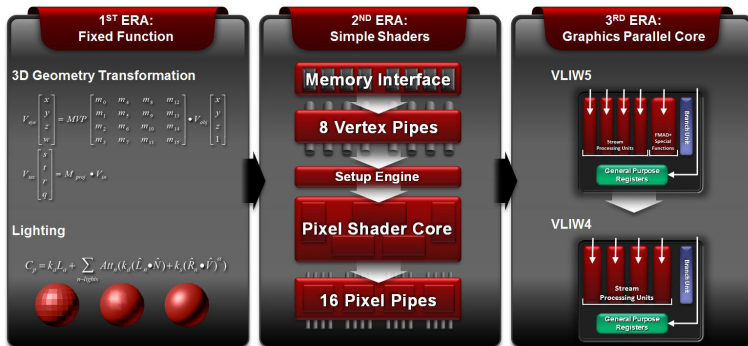 1ST ERA:
Fixed Function
3D Geometry Transformation
Lighting
2ND ERA:
Simple Shaders
Memory Interface
8 Vertex Pipes
Setup Engine
Pixel Shader Core
16 Pixel Pipes
3RD ERA:
Graphics Parallel Core
VLIW5
Stream
Processing Units
FMAD+
Special
Functions
Branch Unit
General Purpose
Registers
VLIW4
Stream
Processing Units
Branch Unit
General Purpose
Registers